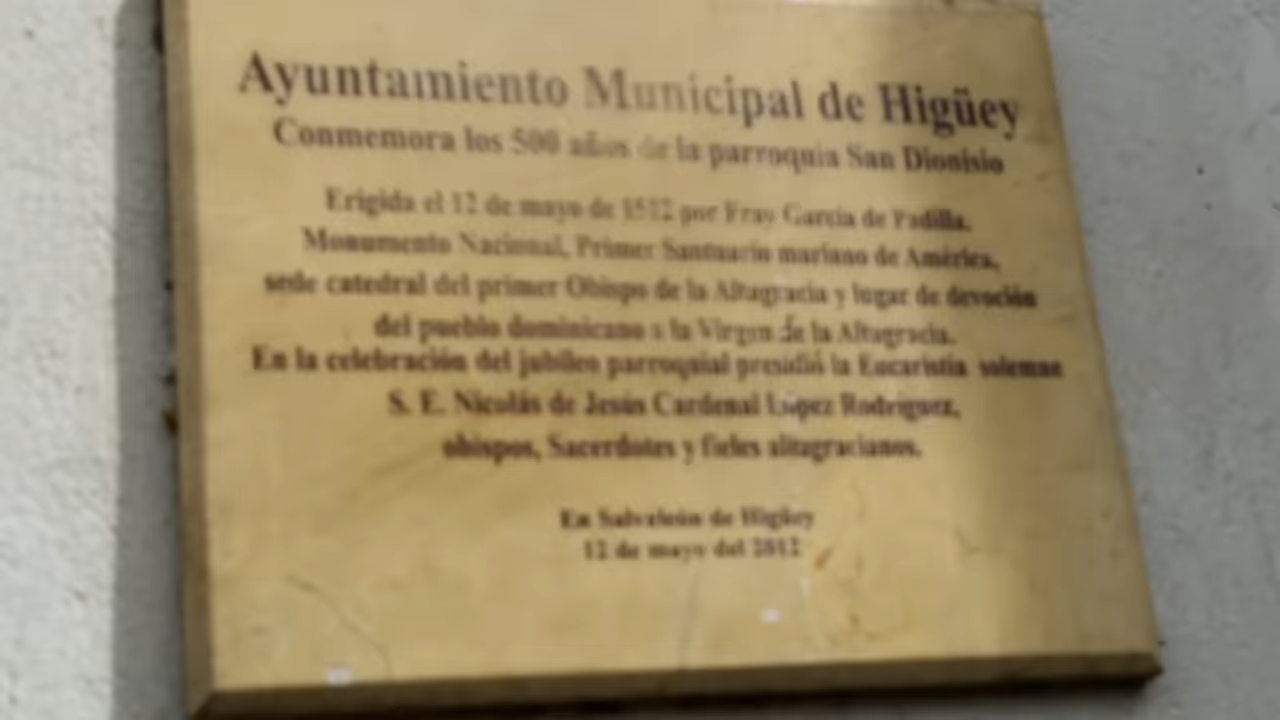 Ayuntamiento Municipal de Higüey
Conmemora los 500 años de la parroquia San Dionisio
Erigida el 12 de mayo de 1512 por Fray García de Padilla.
Monumento Nacional, Primer Santuario mariano de América,
sede catedral del primer Obispo de la Altagracia y lugar de devoción
del pueblo dominicano a la Virgen de la Altagracia.
En la celebración del jubileo parroquial presidió la Eucaristía solemne
S. E. Nicolás de Jesús Cardenal López Rodríguez,
obispos, Sacerdotes y fieles altagracianos.
En Salvaleón de Higüey
12 de mayo del 2012